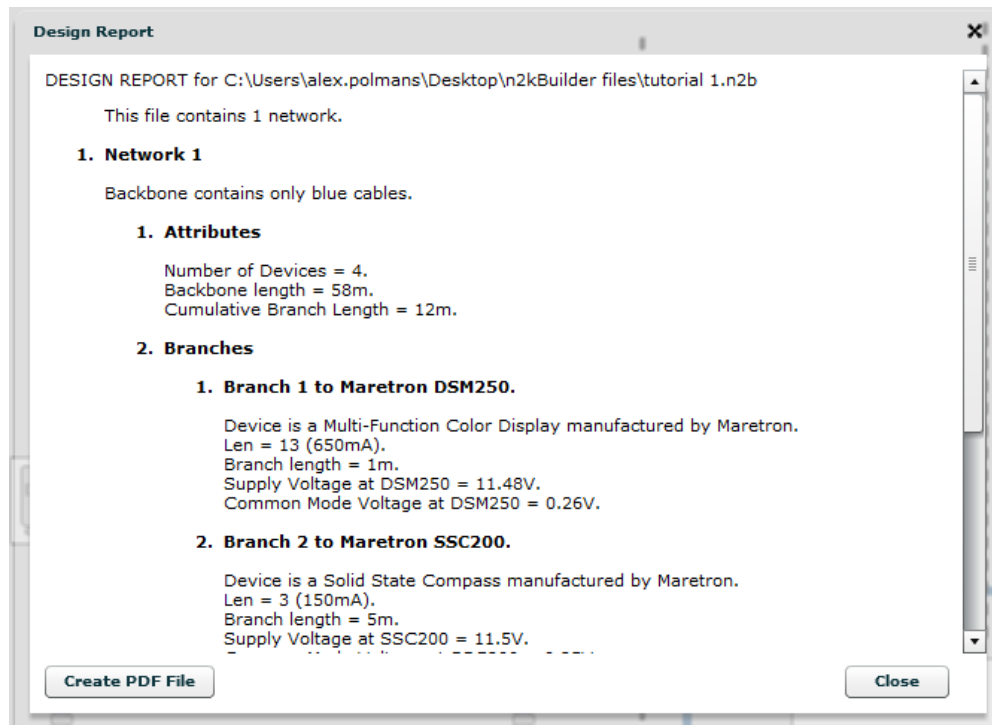 Design Report
DESIGN REPORT for C:\Users\alex.polmans\Desktop\n2kBuilder files\tutorial 1.n2b
This file contains 1 network.
1. Network 1
Backbone contains only blue cables.
1. Attributes
Number of Devices = 4.
Backbone length = 58m.
Cumulative Branch Length = 12m.
2. Branches
1. Branch 1 to Maretron DSM250.
Device is a Multi-Function Color Display manufactured by Maretron.
Len = 13 (650mA).
Branch length = 1m.
Supply Voltage at DSM250 = 11.48V.
Common Mode Voltage at DSM250 = 0.26V.
2. Branch 2 to Maretron SSC200.
Device is a Solid State Compass manufactured by Maretron.
Len = 3 (150mA).
Branch length = 5m.
Supply Voltage at SSC200 = 11.5V.
Create PDF File
Close